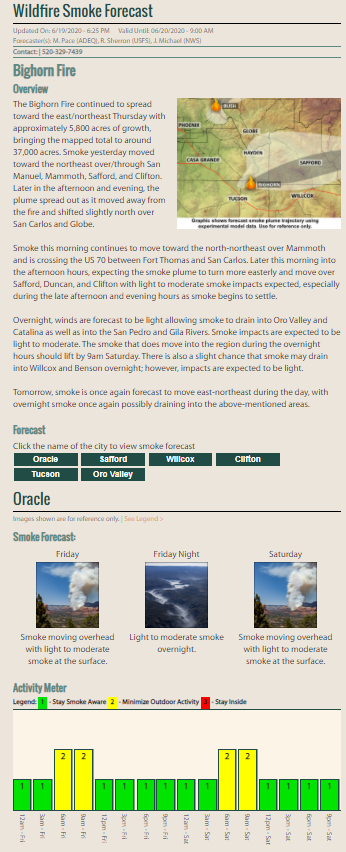 Wildfire Smoke Forecast
Updated On: 6/19/2020 - 6:25 PM Valid Until: 06/20/2020 - 9:00 AM
Forecaster(s): M. Pace (ADEQ), R. Sherron (USFS), J. Michael (NWS)
Contact: | 520-329-7439
Bighorn Fire
Overview
The Bighorn Fire continued to spread
toward the east/northeast Thursday with
approximately 5,800 acres of growth,
bringing the mapped total to around
37,000 acres. Smoke yesterday moved
toward the northeast over/through San
Manuel, Mammoth, Safford, and Clifton.
Later in the afternoon and evening, the
plume spread out as it moved away from
the fire and shifted slightly north over
San Carlos and Globe.
BUSH
PHOENIX
GLOBE
HAYDEN
CASA GRANDE
SAFFORD
BIGHORN
TUCSON
WILLCOX
Graphic shows forecast smoke plume trajectory using
experimental model data. Use for reference only.
Smoke this morning continues to move toward the north-northeast over Mammoth
and is crossing the US 70 between Fort Thomas and San Carlos. Later this morning into
the afternoon hours, expecting the smoke plume to turn more easterly and move over
Safford, Duncan, and Clifton with light to moderate smoke impacts expected, especially
during the late afternoon and evening hours as smoke begins to settle.
Overnight, winds are forecast to be light allowing smoke to drain into Oro Valley and
Catalina as well as into the San Pedro and Gila Rivers. Smoke impacts are expected to be
light to moderate. The smoke that does move into the region during the overnight
hours should lift by 9am Saturday. There is also a slight chance that smoke may drain
into Willcox and Benson overnight; however, impacts are expected to be light.
Tomorrow, smoke is once again forecast to move east-northeast during the day, with
overnight smoke once again possibly draining into the above-mentioned areas.
Forecast
Click the name of the city to view smoke forecast
Oracle Safford Willcox Clifton
Tucson Oro Valley
Oracle
Images shown are for reference only. | See Legend >
Smoke Forecast:
Friday Friday Night Saturday
Smoke moving overhead
with light to moderate
smoke at the surface.
Light to moderate smoke
overnight.
Smoke moving overhead
with light to moderate
smoke at the surface.
Activity Meter
Legend: 1 - Stay Smoke Aware 2 - Minimize Outdoor Activity 3 - Stay Inside
1 1 2 2 1 1 1 1 1 1 2 2 1 1 1 1
12am - Fri
3am - Fri
6am - Fri
9am - Fri
12pm - Fri
3pm - Fri
6pm - Fri
9pm - Fri
12am - Sat
3am - Sat
6am - Sat
9am - Sat
12pm - Sat
3pm - Sat
6pm - Sat
9pm - Sat